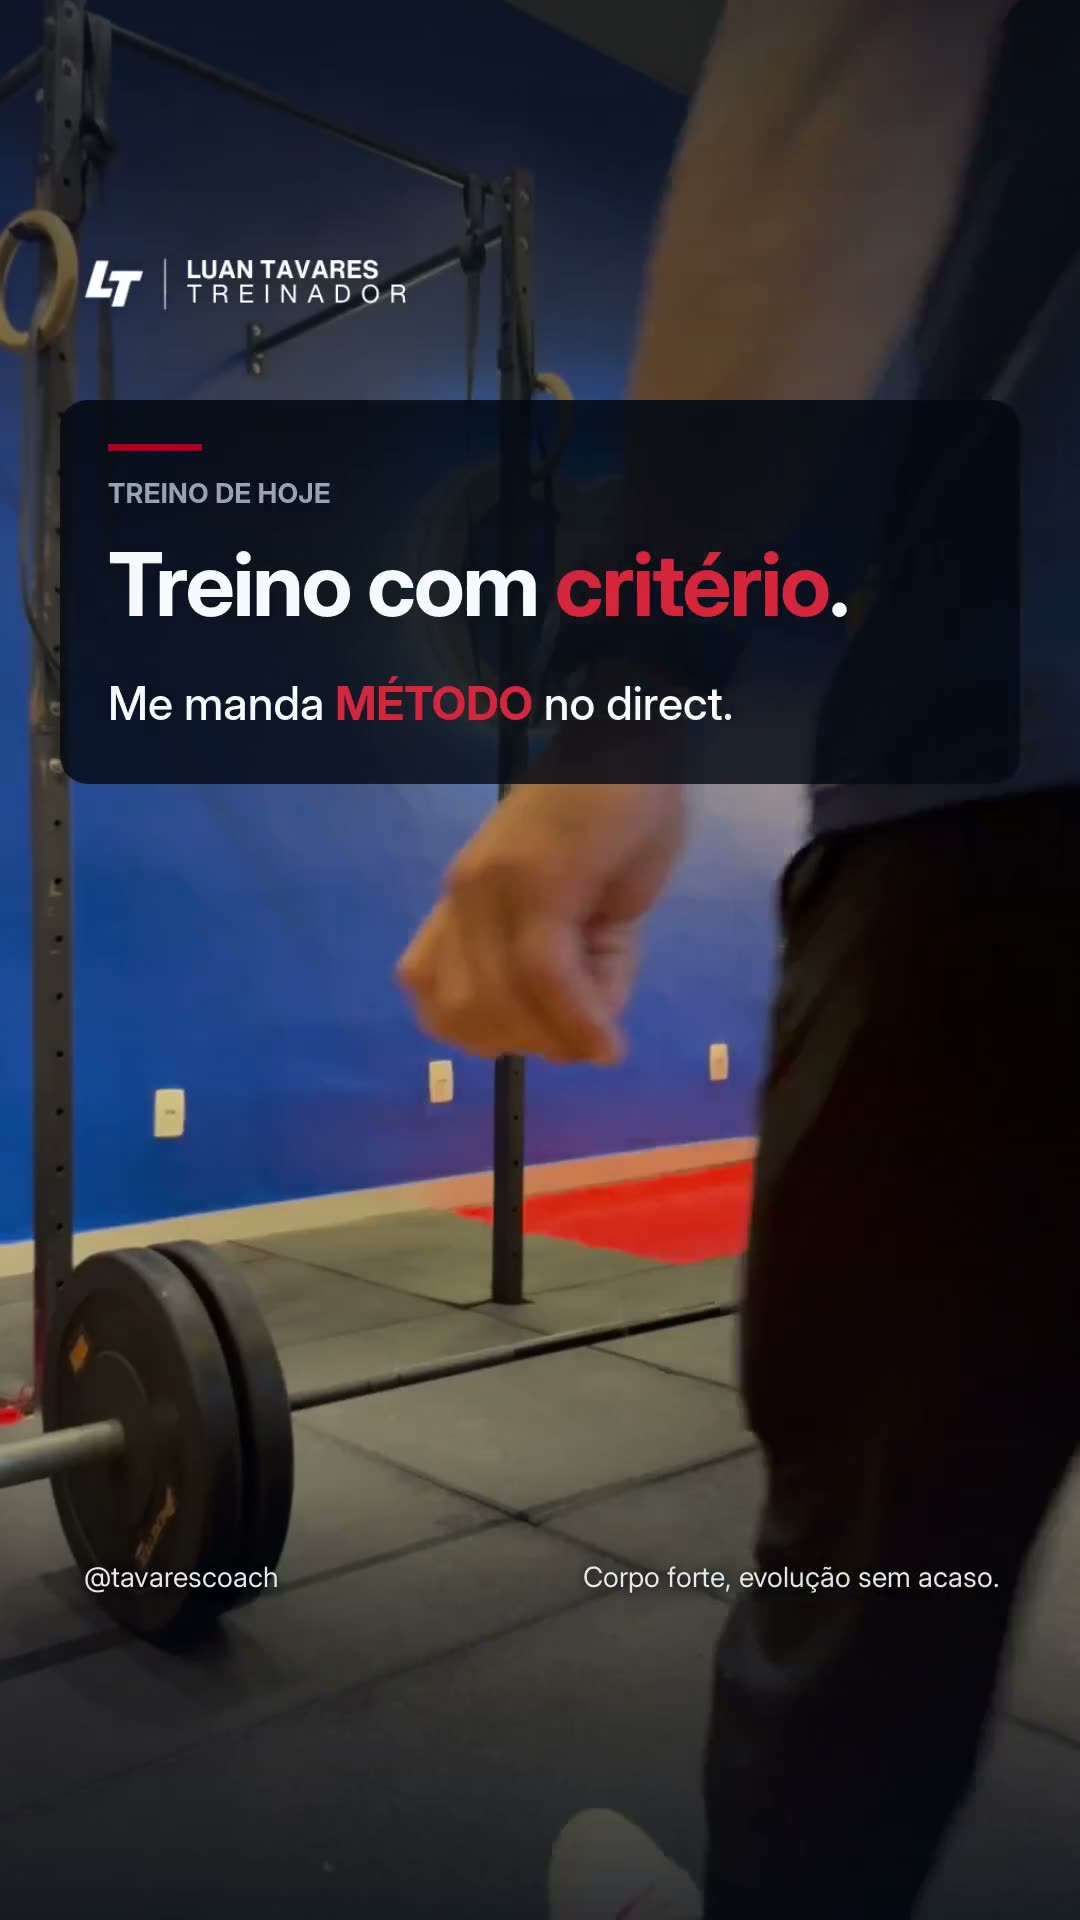 LT
LUAN TAVARES
TREINADOR
TREINO DE HOJE
Treino com critério.
Me manda MÉTODO no direct.
@tavarescoach
Corpo forte, evolução sem acaso.